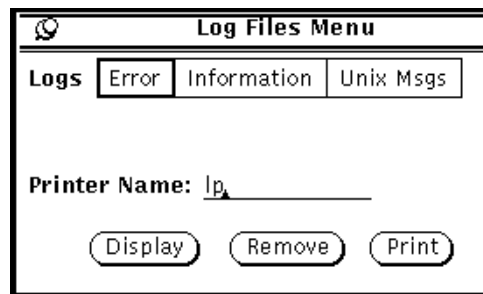 Log Files Menu
Logs Error Information Unix Msgs
Printer Name: lp
Display Remove Print